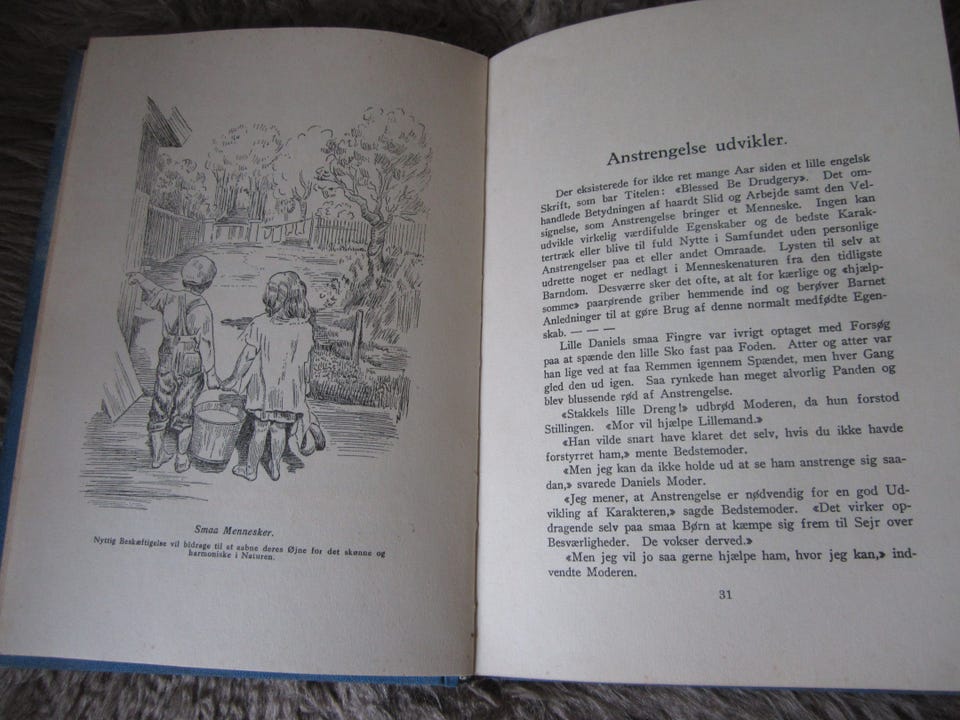 Smaa Mennesker.
Nyttig Beskæftigelse vil bidrage til at aabne deres Øjne for det skønne og
harmoniske i Naturen.
Anstrengelse udvikler.
Der eksisterede for ikke ret mange Aar siden et lille engelsk
Skrift, som bar Titelen: «Blessed Be Drudgery». Det om-
handlede Betydningen af haardt Slid og Arbejde samt den Vel-
signelse, som Anstrengelse bringer et Menneske. Ingen kan
udvikle virkelig værdifulde Egenskaber og de bedste Karak-
tertræk eller blive til fuld Nytte i Samfundet uden personlige
Anstrengelser paa et eller andet Omraade. Lysten til selv at
udrette noget er nedlagt i Menneskenaturen fra den tidligste
Barndom. Desværre sker det ofte, at alt for kærlige og «hjælp-
somme» paarørende griber hemmende ind og berøver Barnet
Anledninger til at gøre Brug af denne normalt medfødte Egen-
skab. — — —
Lille Daniels smaa Fingre var ivrigt optaget med Forsøg
paa at spænde den lille Sko fast paa Foden. Atter og atter var
han lige ved at faa Remmen igennem Spændet, men hver Gang
gled den ud igen. Saa rynkede han meget alvorlig Panden og
blev blussende rød af Anstrengelse.
«Stakkels lille Dreng!» udbrød Moderen, da hun forstod
Stillingen. «Mor vil hjælpe Lillemand.»
«Han vilde snart have klaret det selv, hvis du ikke havde
forstyrret ham,» mente Bedstemoder.
«Men jeg kan da ikke holde ud at se ham anstrenge sig saa-
dan,» svarede Daniels Moder.
«Jeg mener, at Anstrengelse er nødvendig for en god Ud-
vikling af Karakteren,» sagde Bedstemoder. «Det virker op-
dragende selv paa smaa Børn at kæmpe sig frem til Sejr over
Besværligheder. De vokser derved.»
«Men jeg vil jo saa gerne hjælpe ham, hvor jeg kan,» ind-
vendte Moderen.
31